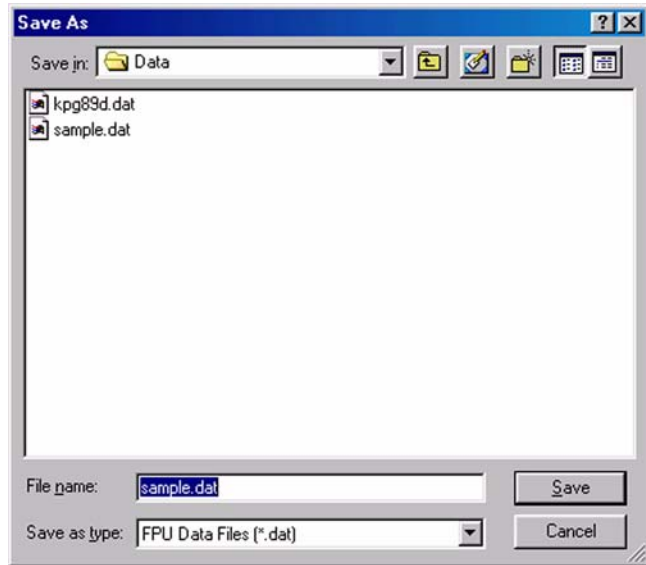 Save As
Save in: Data
kpg89d.dat
sample.dat
File name: sample.dat Save
Save as type: FPU Data Files (*.dat) Cancel